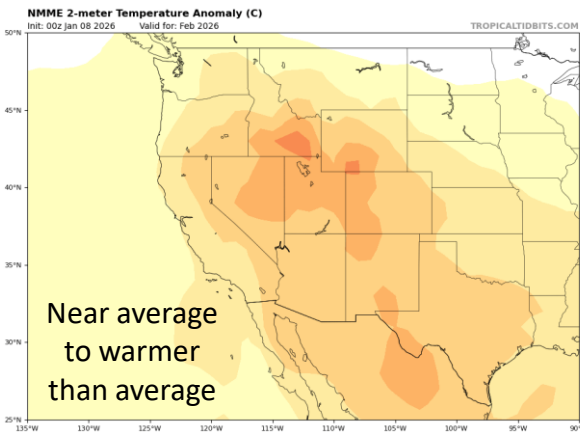 NMME 2-meter Temperature Anomaly (C)
Init: 00z Jan 08 2026 Valid for: Feb 2026 TROPICALTIDBITS.COM
50°N
45°N
40°N
35°N
30°N
25°N
Near average
to warmer
than average
135°W 130°W 125°W 120°W 115°W 110°W 105°W 100°W 95°W 90°